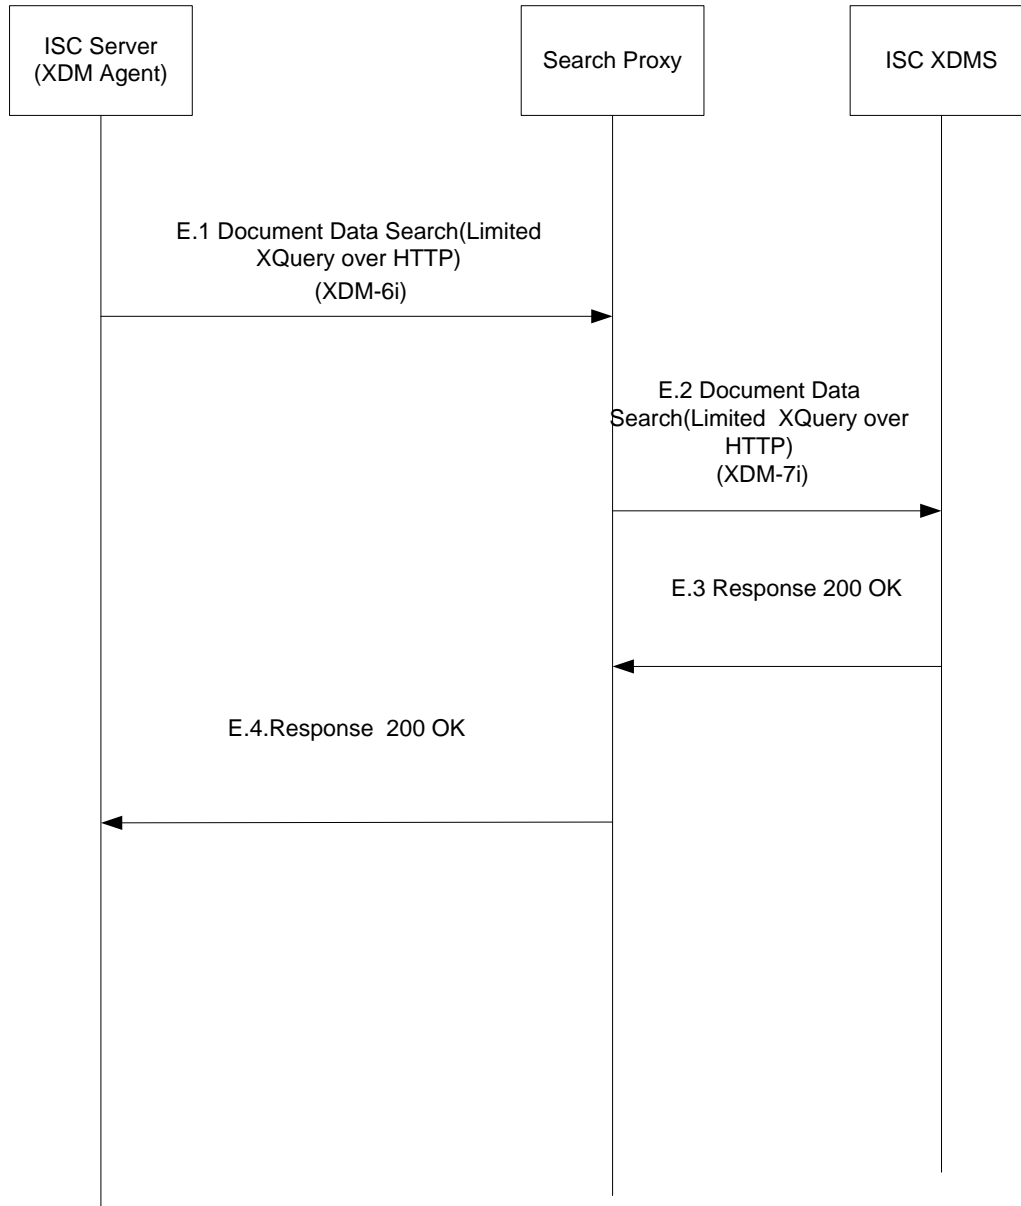 ISC Server
(XDM Agent)
Search Proxy
ISC XDMS
E.1 Document Data Search(Limited
XQuery over HTTP)
(XDM-6i)
E.2 Document Data
Search(Limited  XQuery over
HTTP)
(XDM-7i)
E.3 Response 200 OK
E.4.Response  200 OK